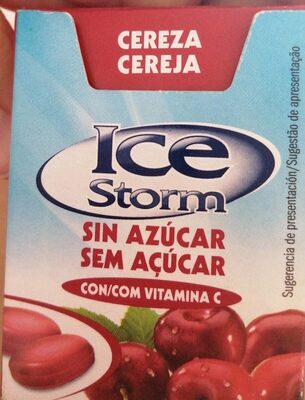 CEREZA
CEREJA
Ice
Storm
SIN AZÚCAR
SEM AÇÚCAR
CON/COM VITAMINA C
Sugerencia de presentación/Sugestão de apresentação